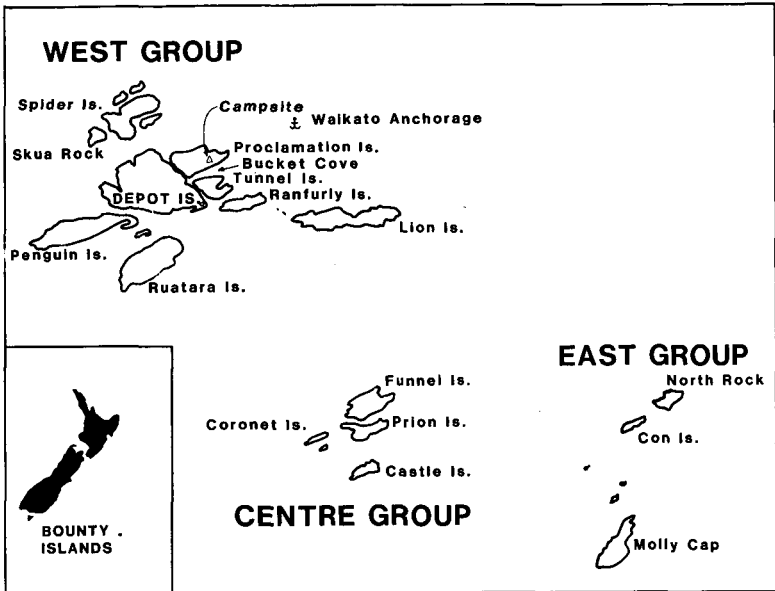 WEST GROUP
Spider Is.
Campsite
Waikato Anchorage
Skua Rock
Proclamation Is.
Bucket Cove
Tunnel Is.
DEPOT IS.
Ranfurly Is.
Lion Is.
Penguin Is.
Ruatara Is.
EAST GROUP
Funnel Is.
North Rock
Coronet Is.
Prion Is.
Con Is.
Castle Is.
CENTRE GROUP
BOUNTY .
ISLANDS
Molly Cap